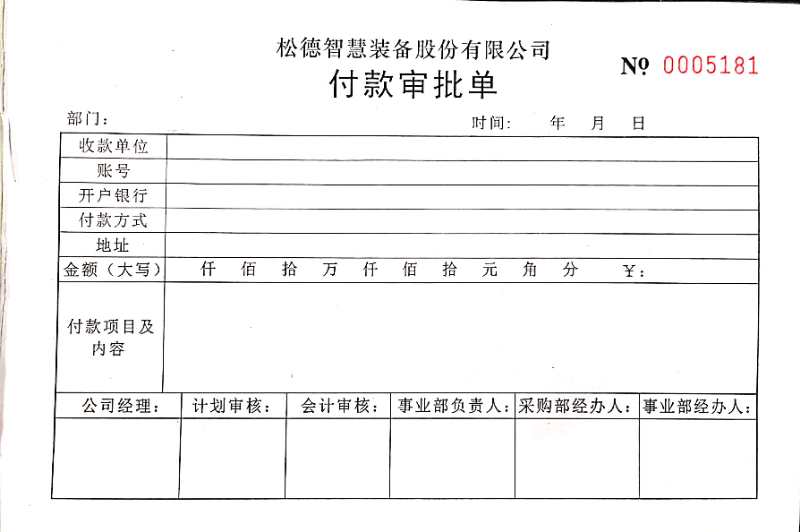 松德智慧装备股份有限公司
№ 0005181
付款审批单
部门： 时间： 年 月 日
收款单位
账号
开户银行
付款方式
地址
金额（大写） 仟 佰 拾 万 仟 佰 拾 元 角 分 ￥：
付款项目及
内容
公司经理： 计划审核： 会计审核： 事业部负责人： 采购部经办人： 事业部经办人：